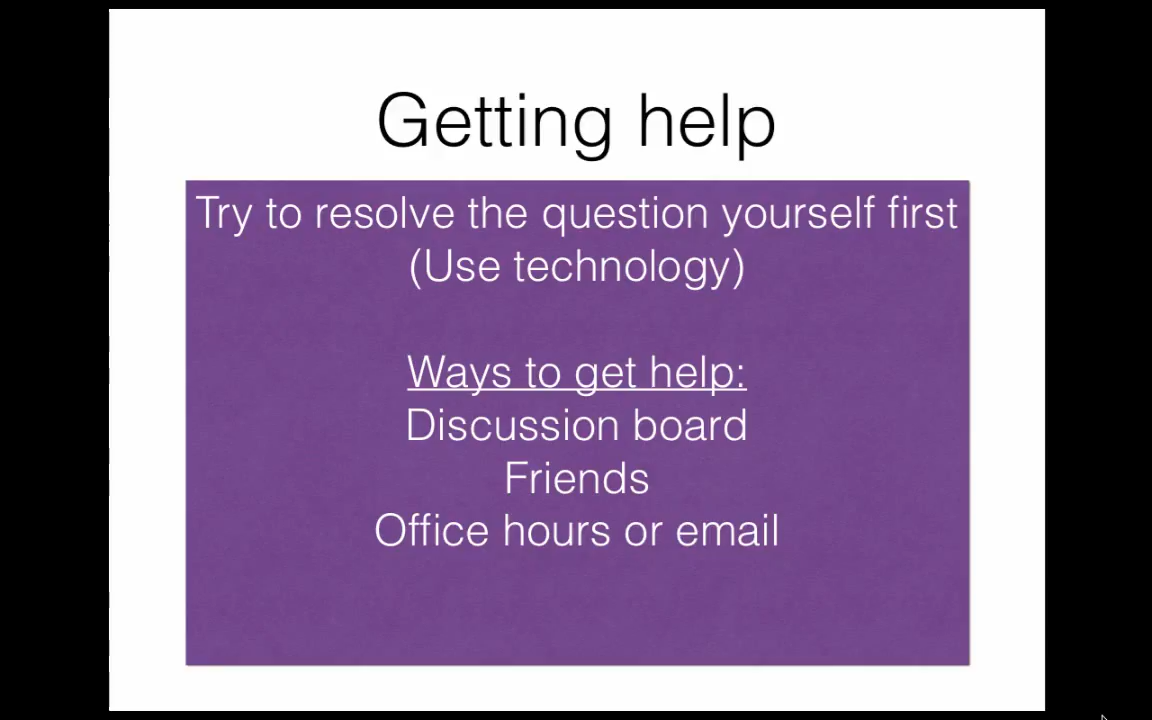 Getting help
Try to resolve the question yourself first
(Use technology)
Ways to get help:
Discussion board
Friends
Office hours or email